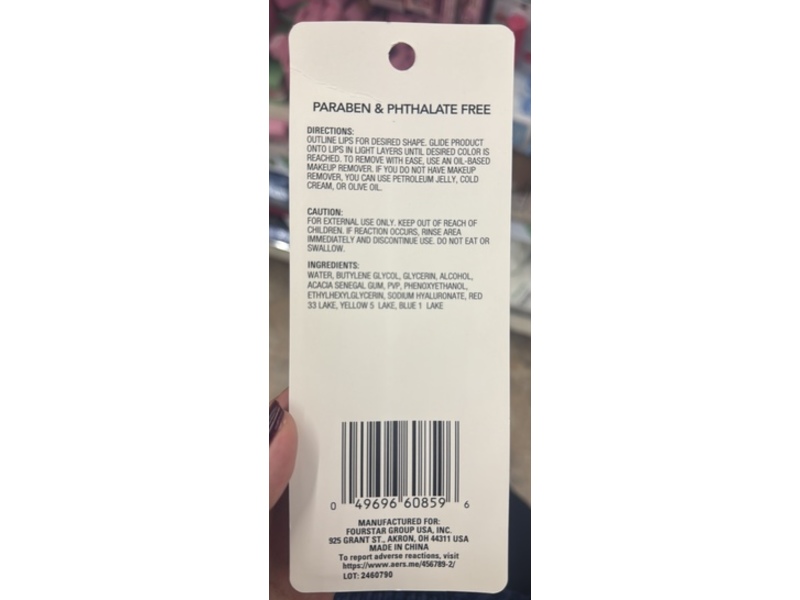 PARABEN & PHTHALATE FREE
DIRECTIONS:
OUTLINE LIPS FOR DESIRED SHAPE. GLIDE PRODUCT
ONTO LIPS IN LIGHT LAYERS UNTIL DESIRED COLOR IS
REACHED. TO REMOVE WITH EASE, USE AN OIL-BASED
MAKEUP REMOVER. IF YOU DO NOT HAVE MAKEUP
REMOVER, YOU CAN USE PETROLEUM JELLY, COLD
CREAM, OR OLIVE OIL.
CAUTION:
FOR EXTERNAL USE ONLY. KEEP OUT OF REACH OF
CHILDREN. IF REACTION OCCURS, RINSE AREA
IMMEDIATELY AND DISCONTINUE USE. DO NOT EAT OR
SWALLOW.
INGREDIENTS:
WATER, BUTYLENE GLYCOL, GLYCERIN, ALCOHOL,
ACACIA SENEGAL GUM, PVP, PHENOXYETHANOL,
ETHYLHEXYLGLYCERIN, SODIUM HYALURONATE, RED
33 LAKE, YELLOW 5 LAKE, BLUE 1 LAKE
0 49696 60859 6
MANUFACTURED FOR:
FOURSTAR GROUP USA, INC.
925 GRANT ST., AKRON, OH 44311 USA
MADE IN CHINA
To report adverse reactions, visit
https://www.aers.me/456789-2/
LOT: 2460790